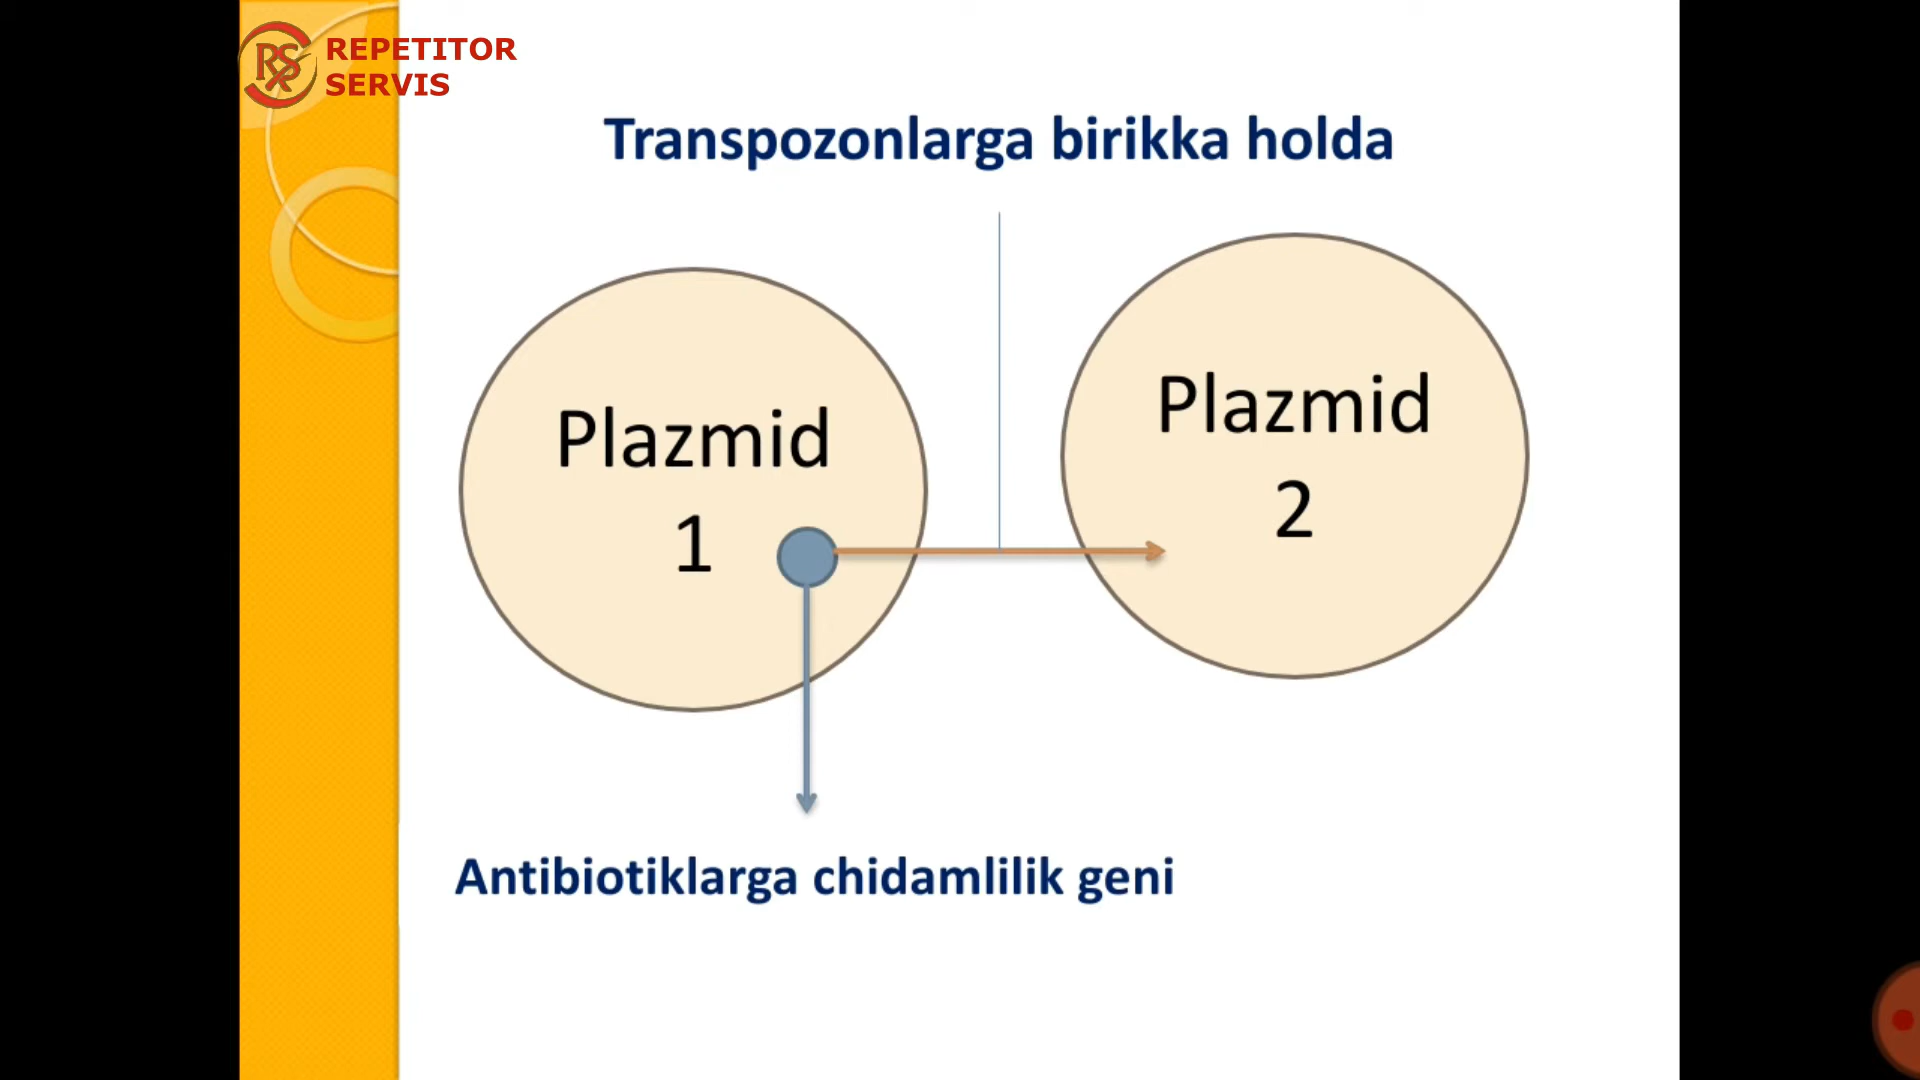 REPETITOR
SERVIS
Transpozonlarga birikka holda
Plazmid
1
Plazmid
2
Antibiotiklarga chidamlilik geni